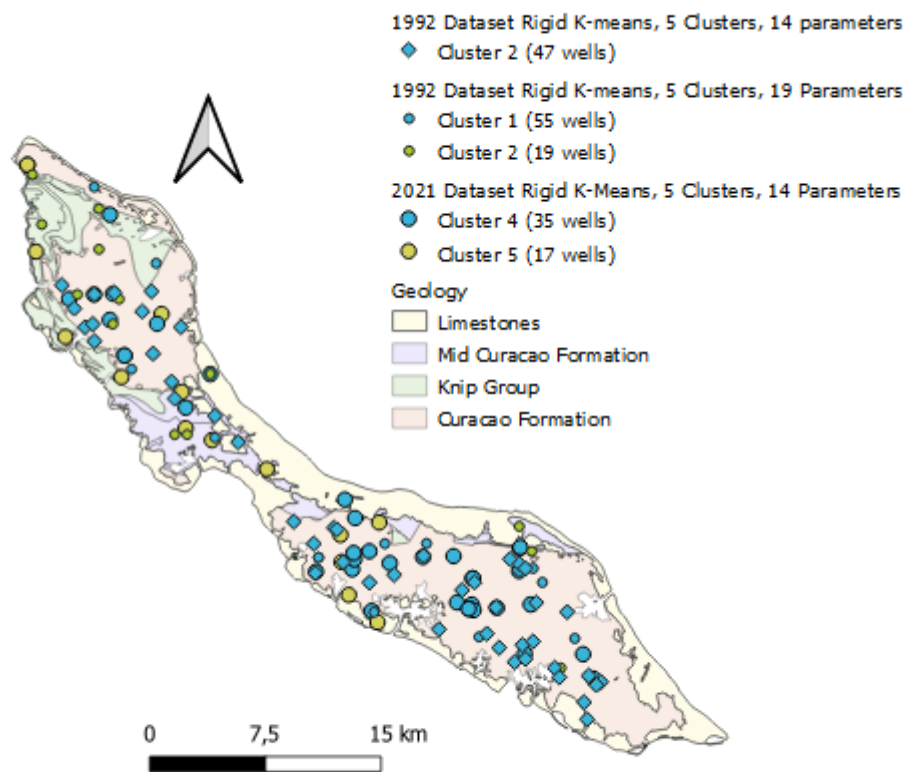 1992 Dataset Rigid K-means, 5 Clusters, 14 parameters
Cluster 2 (47 wells)
1992 Dataset Rigid K-means, 5 Clusters, 19 Parameters
Cluster 1 (55 wells)
Cluster 2 (19 wells)
2021 Dataset Rigid K-Means, 5 Clusters, 14 Parameters
Cluster 4 (35 wells)
Cluster 5 (17 wells)
Geology
Limestones
Mid Curacao Formation
Knip Group
Curacao Formation
0 7,5 15 km